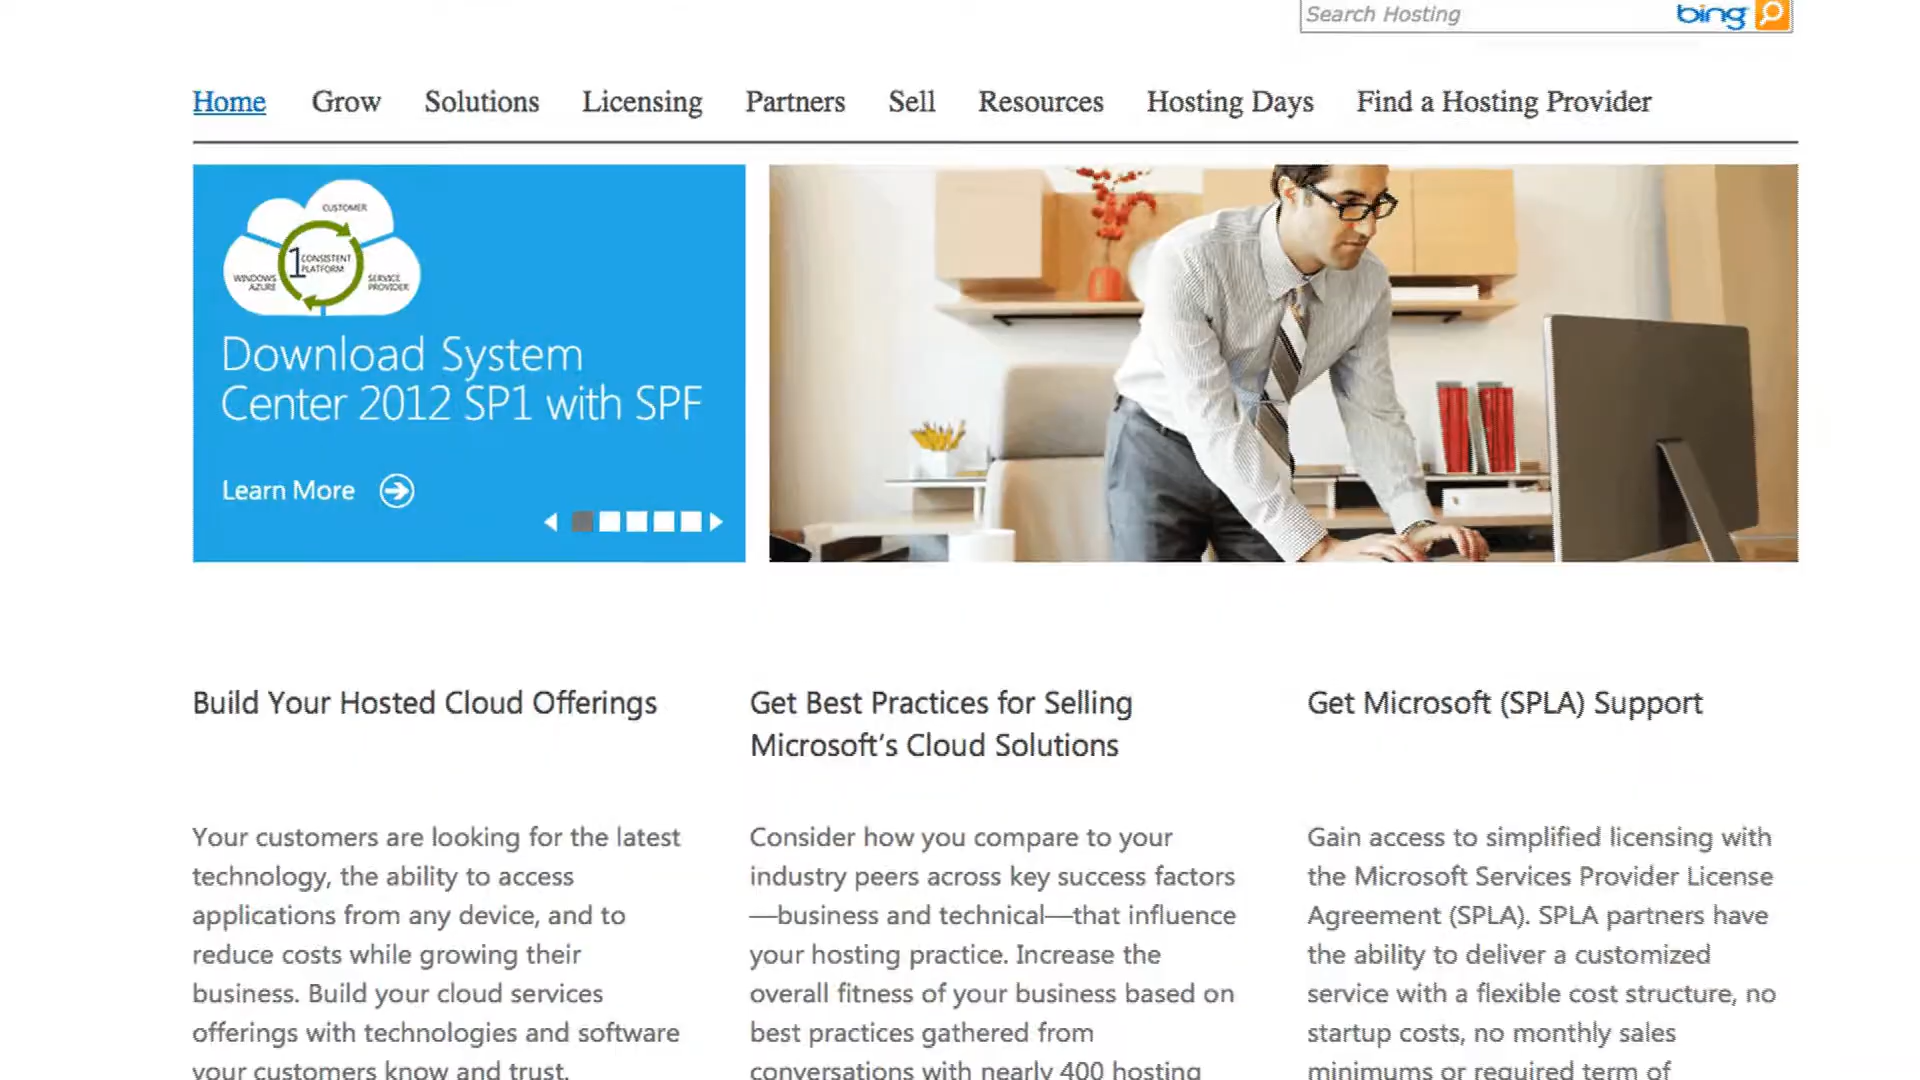 Search Hosting bing
Home Grow Solutions Licensing Partners Sell Resources Hosting Days Find a Hosting Provider
CUSTOMER
1 CONSISTENT
PLATFORM
WINDOWS
AZURE
SERVICE
PROVIDER
Download System
Center 2012 SP1 with SPF
Learn More
Build Your Hosted Cloud Offerings
Your customers are looking for the latest
technology, the ability to access
applications from any device, and to
reduce costs while growing their
business. Build your cloud services
offerings with technologies and software
your customers know and trust.
Get Best Practices for Selling
Microsoft’s Cloud Solutions
Consider how you compare to your
industry peers across key success factors
—business and technical—that influence
your hosting practice. Increase the
overall fitness of your business based on
best practices gathered from
conversations with nearly 400 hosting
Get Microsoft (SPLA) Support
Gain access to simplified licensing with
the Microsoft Services Provider License
Agreement (SPLA). SPLA partners have
the ability to deliver a customized
service with a flexible cost structure, no
startup costs, no monthly sales
minimums or required term of